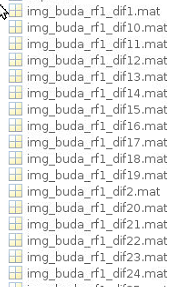 img_buda_rf1_dif1.mat
img_buda_rf1_dif10.mat
img_buda_rf1_dif11.mat
img_buda_rf1_dif12.mat
img_buda_rf1_dif13.mat
img_buda_rf1_dif14.mat
img_buda_rf1_dif15.mat
img_buda_rf1_dif16.mat
img_buda_rf1_dif17.mat
img_buda_rf1_dif18.mat
img_buda_rf1_dif19.mat
img_buda_rf1_dif2.mat
img_buda_rf1_dif20.mat
img_buda_rf1_dif21.mat
img_buda_rf1_dif22.mat
img_buda_rf1_dif23.mat
img_buda_rf1_dif24.mat